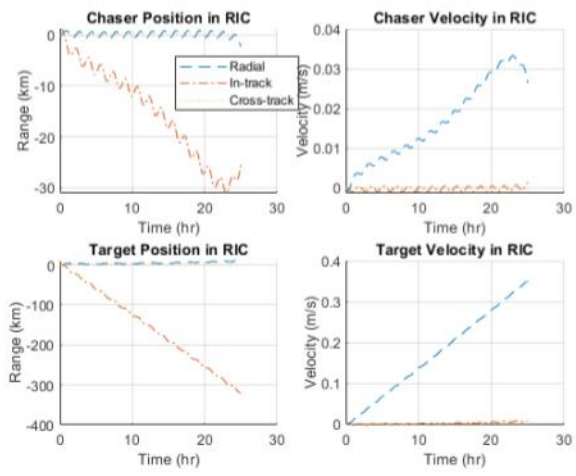 Chaser Position in RIC
0
-10
-20
-30
Range (km)
0 10 20 30
Time (hr)
Radial
In-track
Cross-track
Chaser Velocity in RIC
0.04
0.03
0.02
0.01
0
Velocity (m/s)
0 10 20 30
Time (hr)
Target Position in RIC
0
-100
-200
-300
-400
Range (km)
0 10 20 30
Time (hr)
Target Velocity in RIC
0.4
0.3
0.2
0.1
0
Velocity (m/s)
0 10 20 30
Time (hr)